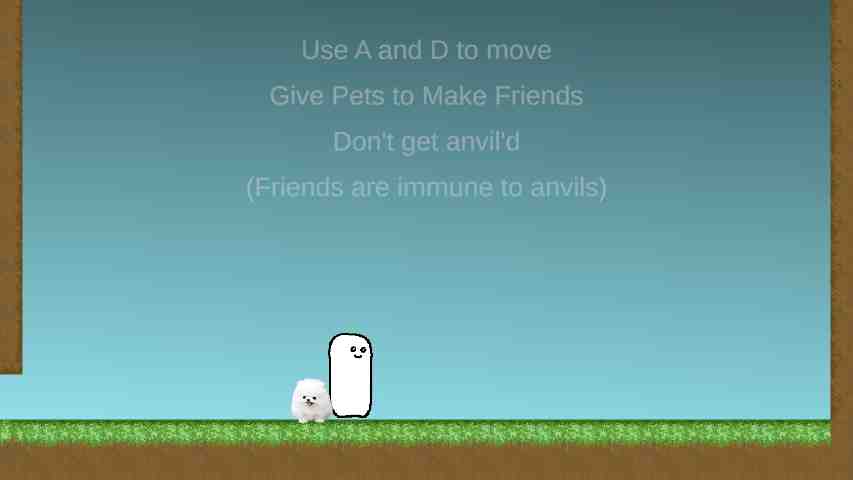 Use A and D to move
Give Pets to Make Friends
Don't get anvil'd
(Friends are immune to anvils)